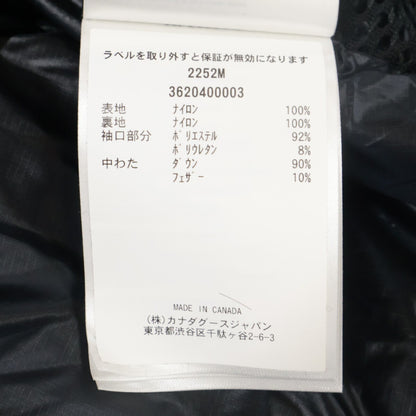 ラベルを取り外すと保証が無効になります
2252M
3620400003
表地 ナイロン 100%
裏地 ナイロン 100%
袖口部分 ポリエステル 92%
ポリウレタン 8%
中わた ダウン 90%
フェザー 10%
MADE IN CANADA
(株)カナダグースジャパン
東京都渋谷区千駄ヶ谷2-6-3